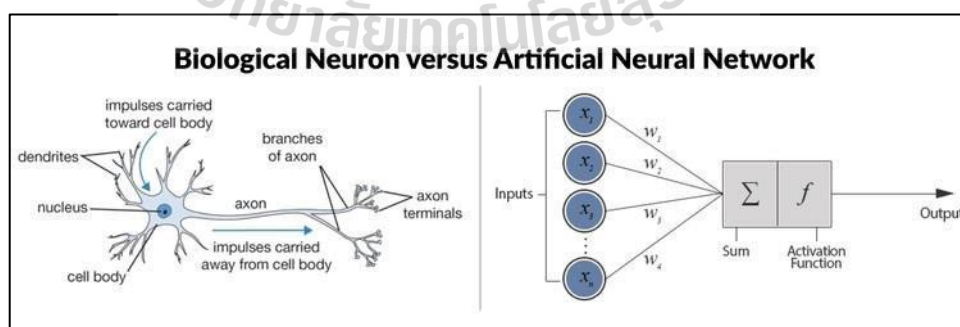 Biological Neuron versus Artificial Neural Network
impulses carried
toward cell body
dendrites
nucleus
cell body
axon
impulses carried
away from cell body
branches
of axon
axon
terminals
Inputs
x₁
x₂
x₃
xₙ
w₁
w₂
w₃
w₄
Σ
f
Sum
Activation
Function
Output